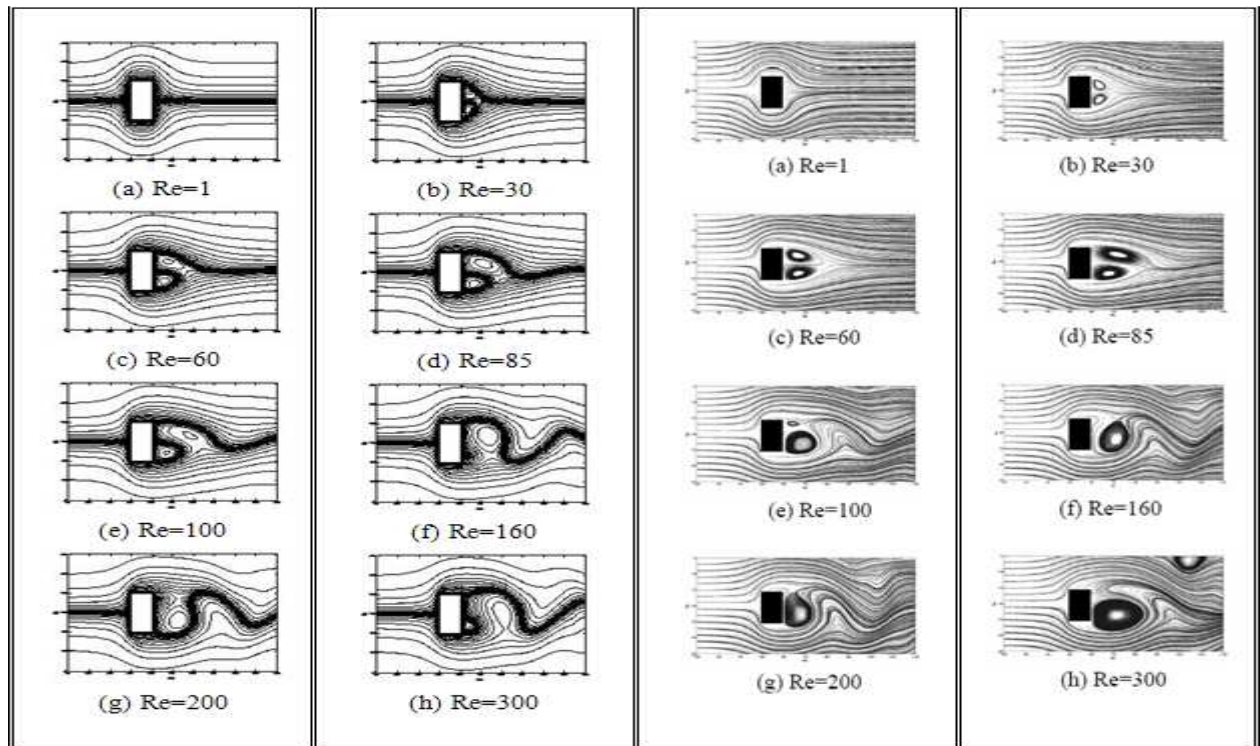 (a) Re=1
(b) Re=30
(c) Re=60
(d) Re=85
(e) Re=100
(f) Re=160
(g) Re=200
(h) Re=300
(a) Re=1
(b) Re=30
(c) Re=60
(d) Re=85
(e) Re=100
(f) Re=160
(g) Re=200
(h) Re=300